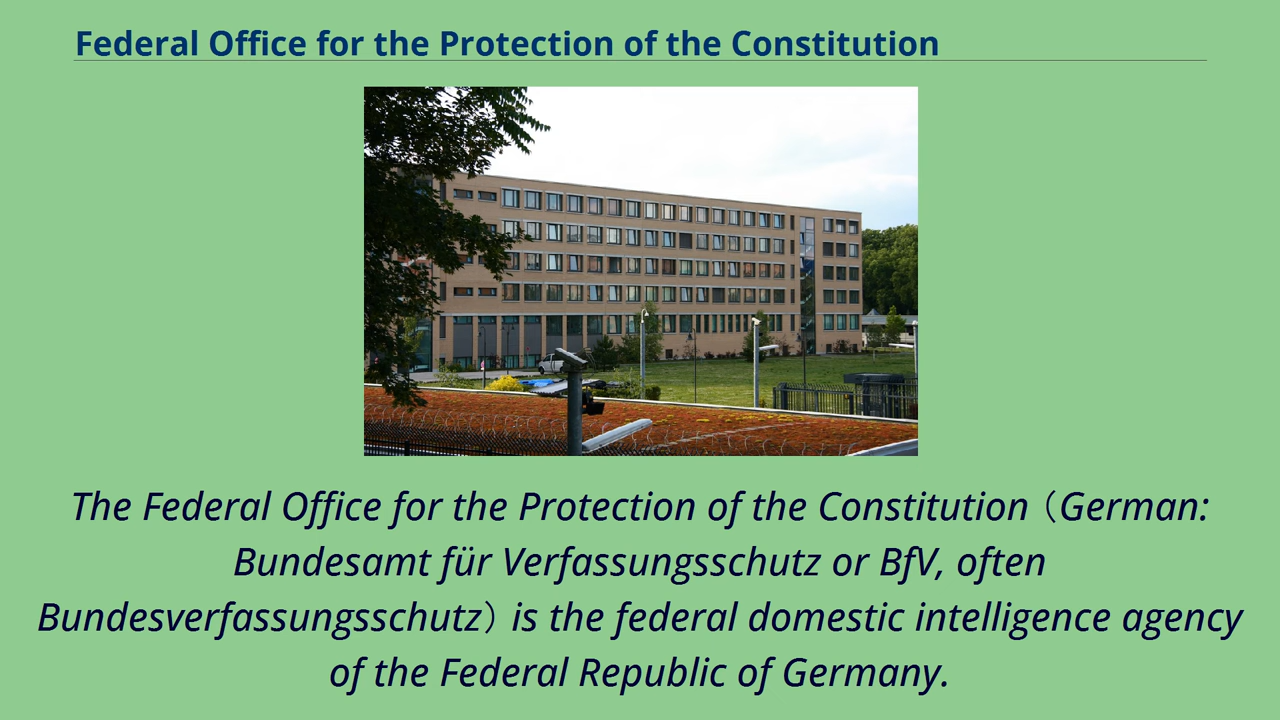 Federal Office for the Protection of the Constitution
The Federal Office for the Protection of the Constitution（German:
Bundesamt für Verfassungsschutz or BfV, often
Bundesverfassungsschutz）is the federal domestic intelligence agency
of the Federal Republic of Germany.